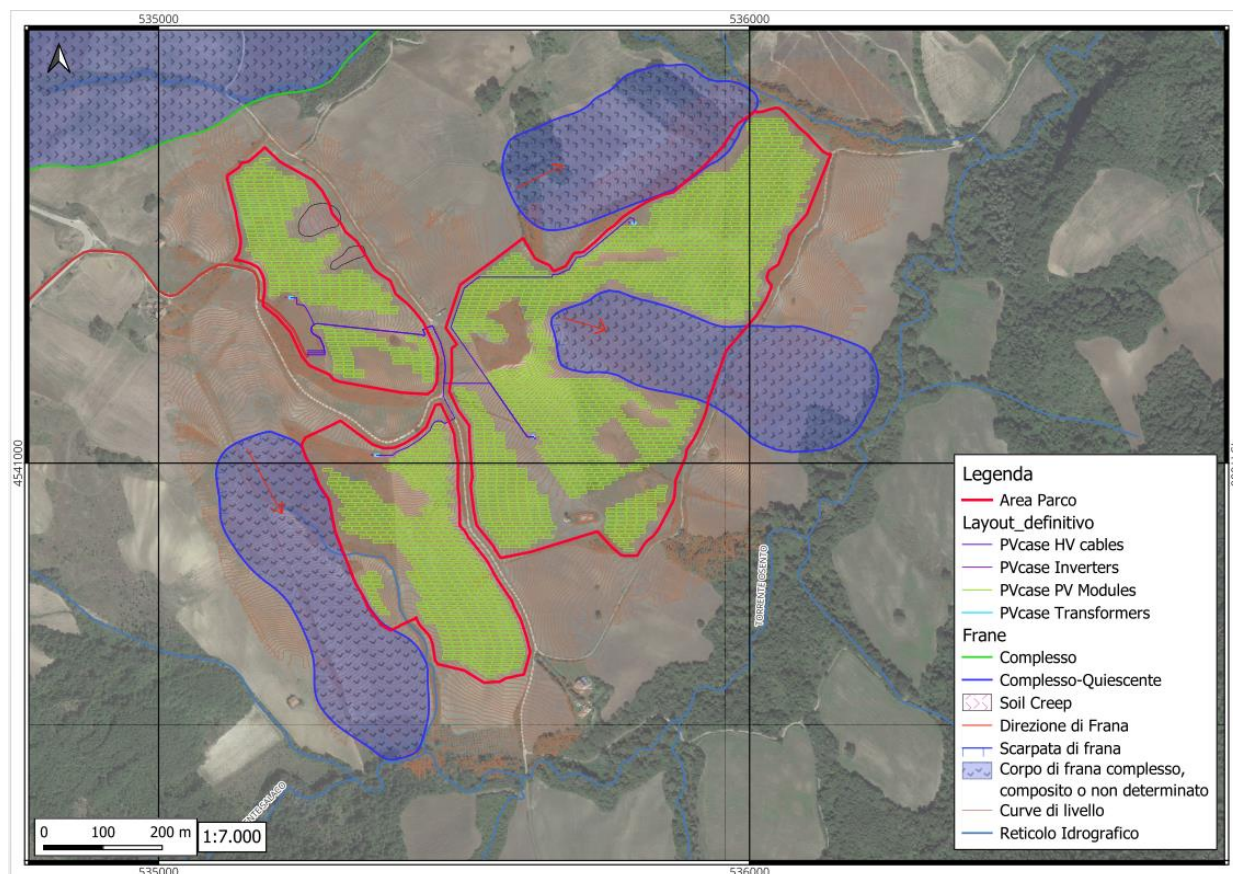 535000
536000
4541000
Legenda
Area Parco
Layout_definitivo
PVcase HV cables
PVcase Inverters
PVcase PV Modules
PVcase Transformers
Frane
Complesso
Complesso-Quiescente
Soil Creep
Direzione di Frana
Scarpata di frana
Corpo di frana complesso,
composito o non determinato
Curve di livello
Reticolo Idrografico
TORRENTE OSENTO
0 100 200 m
1:7.000
535000
536000